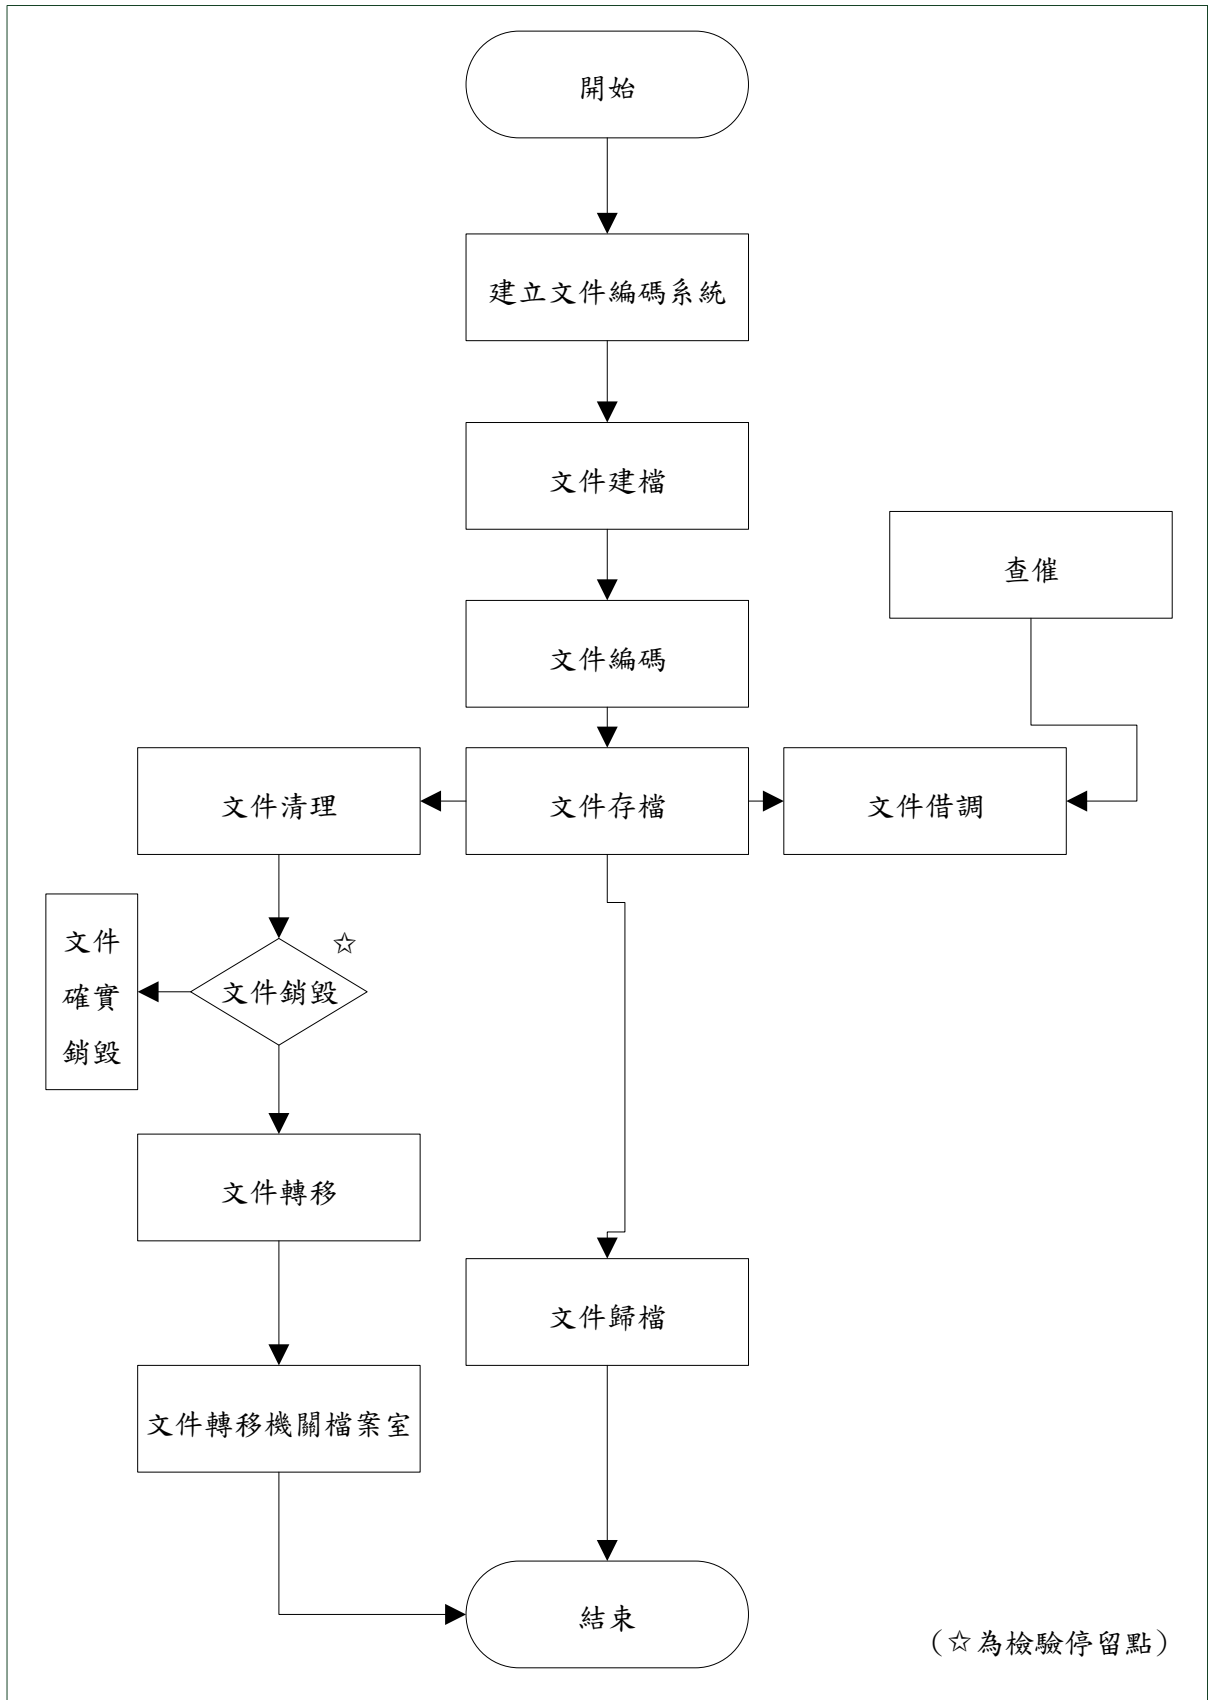 開始
建立文件編碼系統
文件建檔
查催
文件編碼
文件清理
文件存檔
文件借調
☆
文件
確實
銷毀
文件銷毀
文件轉移
文件歸檔
文件轉移機關檔案室
結束
（☆為檢驗停留點）